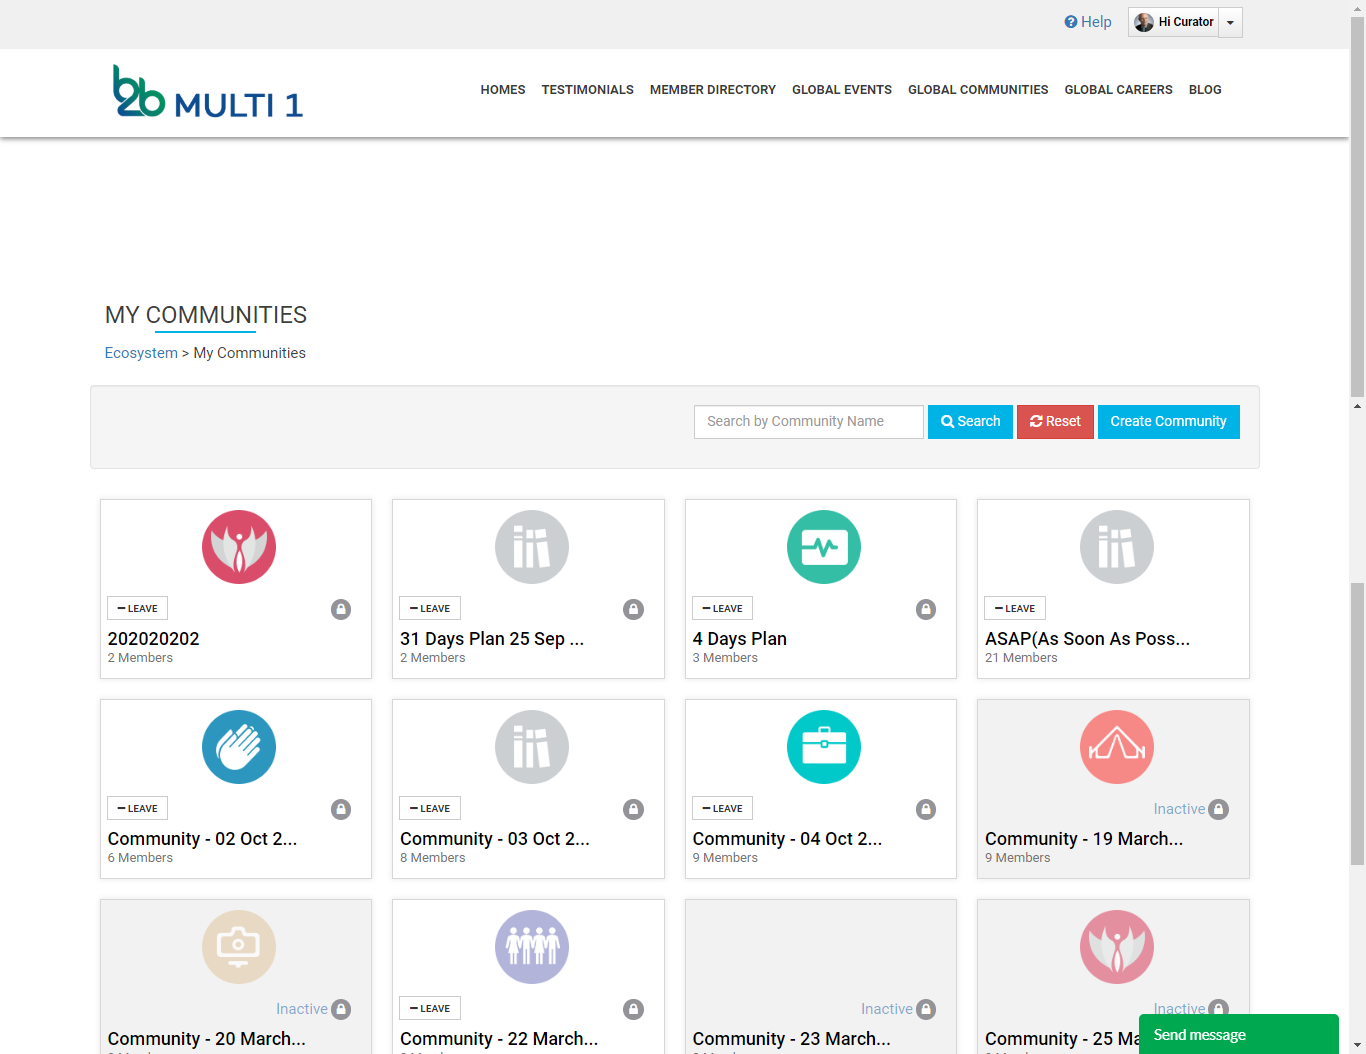 Help
Hi Curator
b2b MULTI 1
HOMES TESTIMONIALS MEMBER DIRECTORY GLOBAL EVENTS GLOBAL COMMUNITIES GLOBAL CAREERS BLOG
MY COMMUNITIES
Ecosystem > My Communities
Search by Community Name Search Reset Create Community
LEAVE
202020202
2 Members
LEAVE
31 Days Plan 25 Sep ...
2 Members
LEAVE
4 Days Plan
3 Members
LEAVE
ASAP(As Soon As Poss...
21 Members
LEAVE
Community - 02 Oct 2...
6 Members
LEAVE
Community - 03 Oct 2...
8 Members
LEAVE
Community - 04 Oct 2...
9 Members
Inactive
Community - 19 March...
9 Members
Inactive
Community - 20 March...
LEAVE
Community - 22 March...
Inactive
Community - 23 March...
Inactive
Community - 25 Ma
Send message